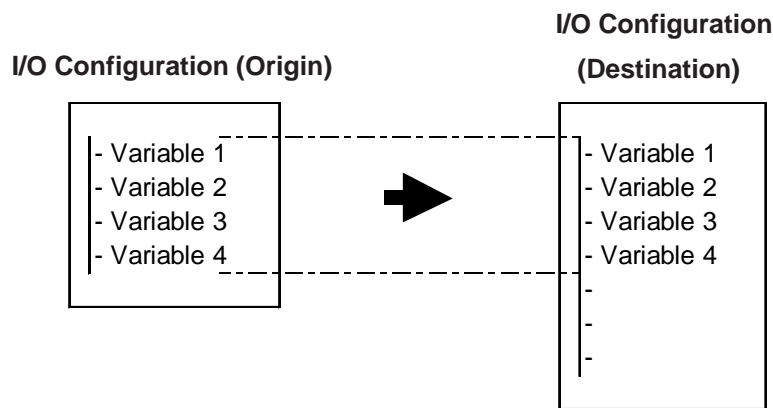 I/O Configuration (Origin)
- Variable 1
- Variable 2
- Variable 3
- Variable 4
I/O Configuration
(Destination)
- Variable 1
- Variable 2
- Variable 3
- Variable 4
-
-
-